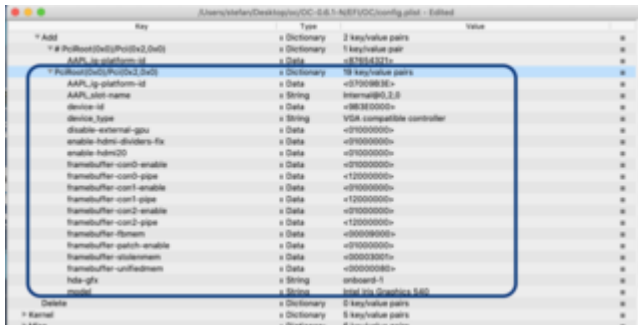 /Users/stefan/Desktop/oc/OC-0.6.1-N/EFI/OC/config.plist - Edited
Key Type Value
Add Dictionary 2 key/value pairs
# PciRoot(0x0)/Pci(0x2,0x0) Dictionary 1 key/value pair
AAPL,ig-platform-id Data <87654321>
PciRoot(0x0)/Pci(0x2,0x0) Dictionary 19 key/value pairs
AAPL,ig-platform-id Data <07009B3E>
AAPL,slot-name String Internal@0,2,0
device-id Data <9B3E0000>
device_type String VGA compatible controller
disable-external-gpu Data <01000000>
enable-hdmi-dividers-fix Data <01000000>
enable-hdmi20 Data <01000000>
framebuffer-con0-enable Data <01000000>
framebuffer-con0-pipe Data <12000000>
framebuffer-con1-enable Data <01000000>
framebuffer-con1-pipe Data <12000000>
framebuffer-con2-enable Data <01000000>
framebuffer-con2-pipe Data <12000000>
framebuffer-fbmem Data <00009000>
framebuffer-patch-enable Data <01000000>
framebuffer-stolenmem Data <00003001>
framebuffer-unifiedmem Data <00000080>
hda-gfx String onboard-1
model String Intel Iris Graphics 540
Delete Dictionary 0 key/value pairs
Kernel Dictionary 5 key/value pairs